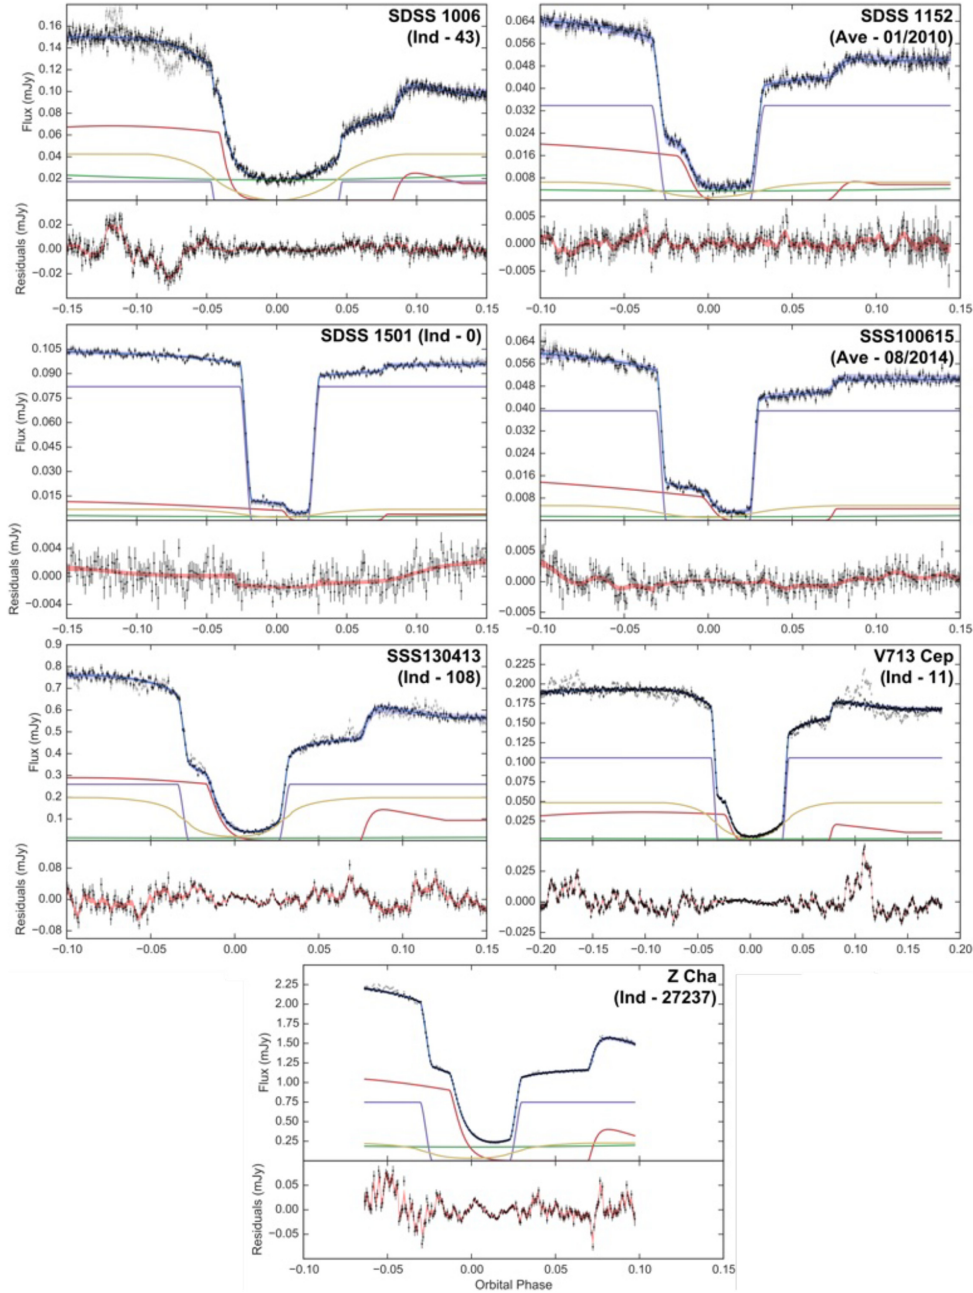 SDSS 1006
(Ind - 43)
Flux (mJy)
0.16
0.14
0.12
0.10
0.08
0.06
0.04
0.02
Residuals (mJy)
0.02
0.00
−0.02
−0.15 −0.10 −0.05 0.00 0.05 0.10 0.15
SDSS 1152
(Ave - 01/2010)
0.064
0.056
0.048
0.040
0.032
0.024
0.016
0.008
0.005
0.000
−0.005
−0.10 −0.05 0.00 0.05 0.10 0.15
SDSS 1501 (Ind - 0)
Flux (mJy)
0.105
0.090
0.075
0.060
0.045
0.030
0.015
Residuals (mJy)
0.004
0.000
−0.004
−0.15 −0.10 −0.05 0.00 0.05 0.10 0.15
SSS100615
(Ave - 08/2014)
0.064
0.056
0.048
0.040
0.032
0.024
0.016
0.008
0.005
0.000
−0.005
−0.10 −0.05 0.00 0.05 0.10 0.15
SSS130413
(Ind - 108)
Flux (mJy)
0.9
0.8
0.7
0.6
0.5
0.4
0.3
0.2
0.1
Residuals (mJy)
0.08
0.00
−0.08
−0.10 −0.05 0.00 0.05 0.10 0.15
V713 Cep
(Ind - 11)
0.225
0.200
0.175
0.150
0.125
0.100
0.075
0.050
0.025
0.025
0.000
−0.025
−0.20 −0.15 −0.10 −0.05 0.00 0.05 0.10 0.15 0.20
Z Cha
(Ind - 27237)
Flux (mJy)
2.25
2.00
1.75
1.50
1.25
1.00
0.75
0.50
0.25
Residuals (mJy)
0.05
0.00
−0.05
−0.10 −0.05 0.00 0.05 0.10 0.15
Orbital Phase